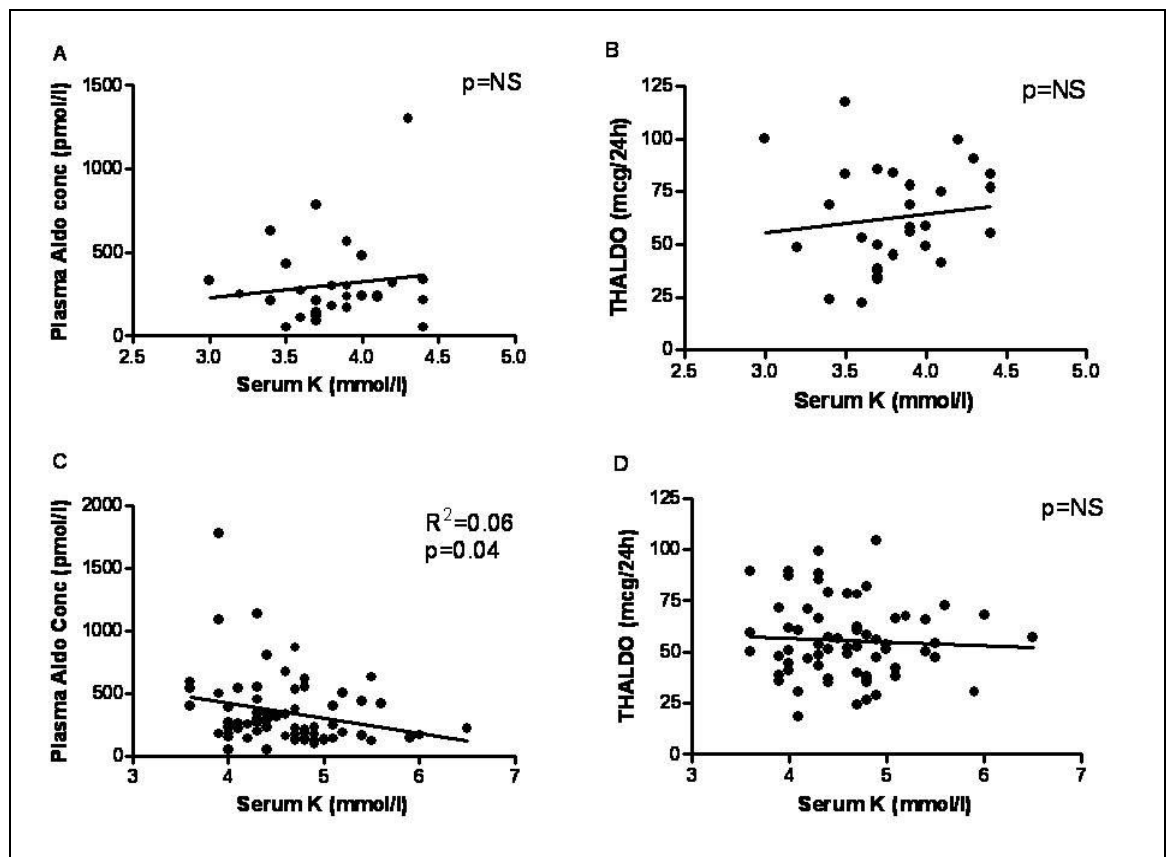 A
Plasma Aldo conc (pmol/l)
1500
1000
500
0
p=NS
2.5 3.0 3.5 4.0 4.5 5.0
Serum K (mmol/l)
B
THALDO (mcg/24h)
125
100
75
50
25
0
p=NS
2.5 3.0 3.5 4.0 4.5 5.0
Serum K (mmol/l)
C
Plasma Aldo Conc (pmol/l)
2000
1500
1000
500
0
R²=0.06
p=0.04
3 4 5 6 7
Serum K (mmol/l)
D
THALDO (mcg/24h)
125
100
75
50
25
0
p=NS
3 4 5 6 7
Serum K (mmol/l)